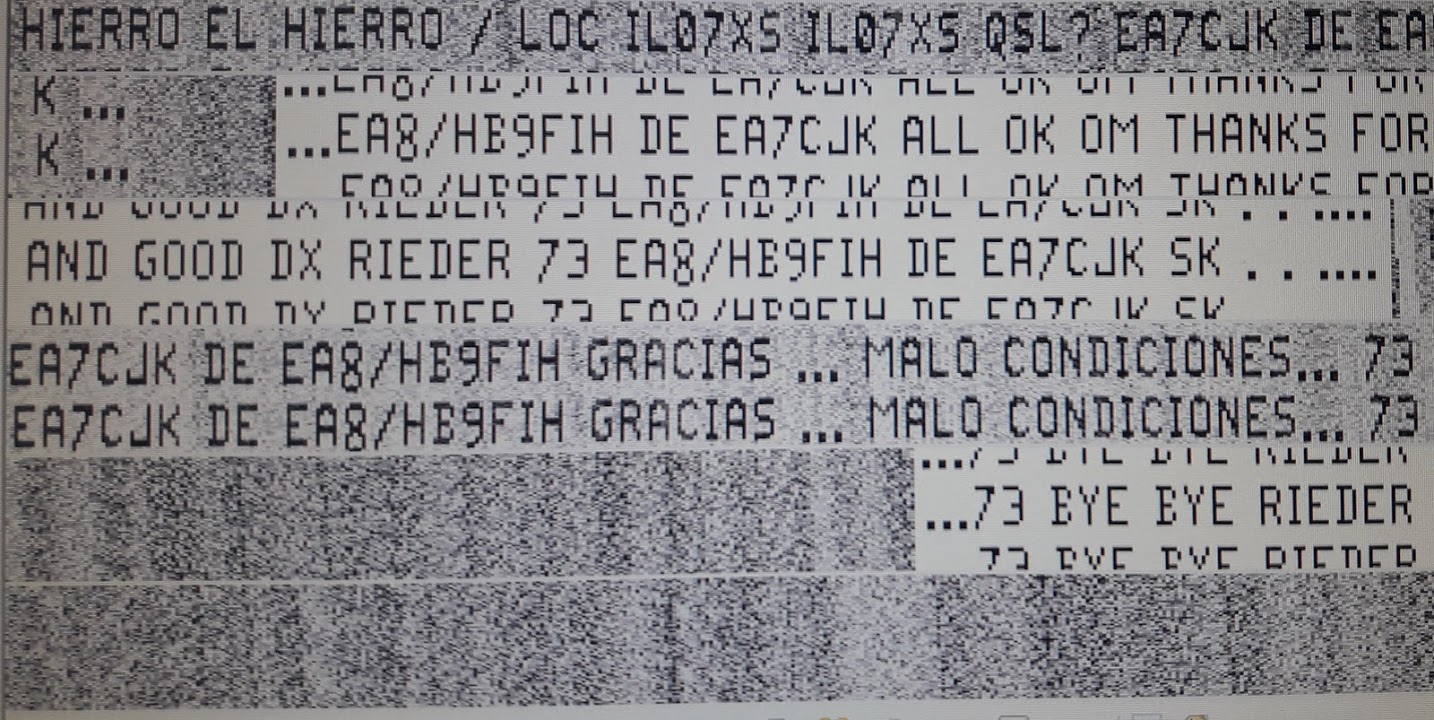 HIERRO EL HIERRO / LOC IL07XS IL07XS QSL? EA7CJK DE EA
K ...
...EA8/HB9FIH DE EA7CJK ALL OK OM THANKS FOR
K ...
AND GOOD DX RIEDER 73 EA8/HB9FIH DE EA7CJK SK . . ....
EA7CJK DE EA8/HB9FIH GRACIAS ... MALO CONDICIONES... 73
EA7CJK DE EA8/HB9FIH GRACIAS ... MALO CONDICIONES... 73
...73 BYE BYE RIEDER